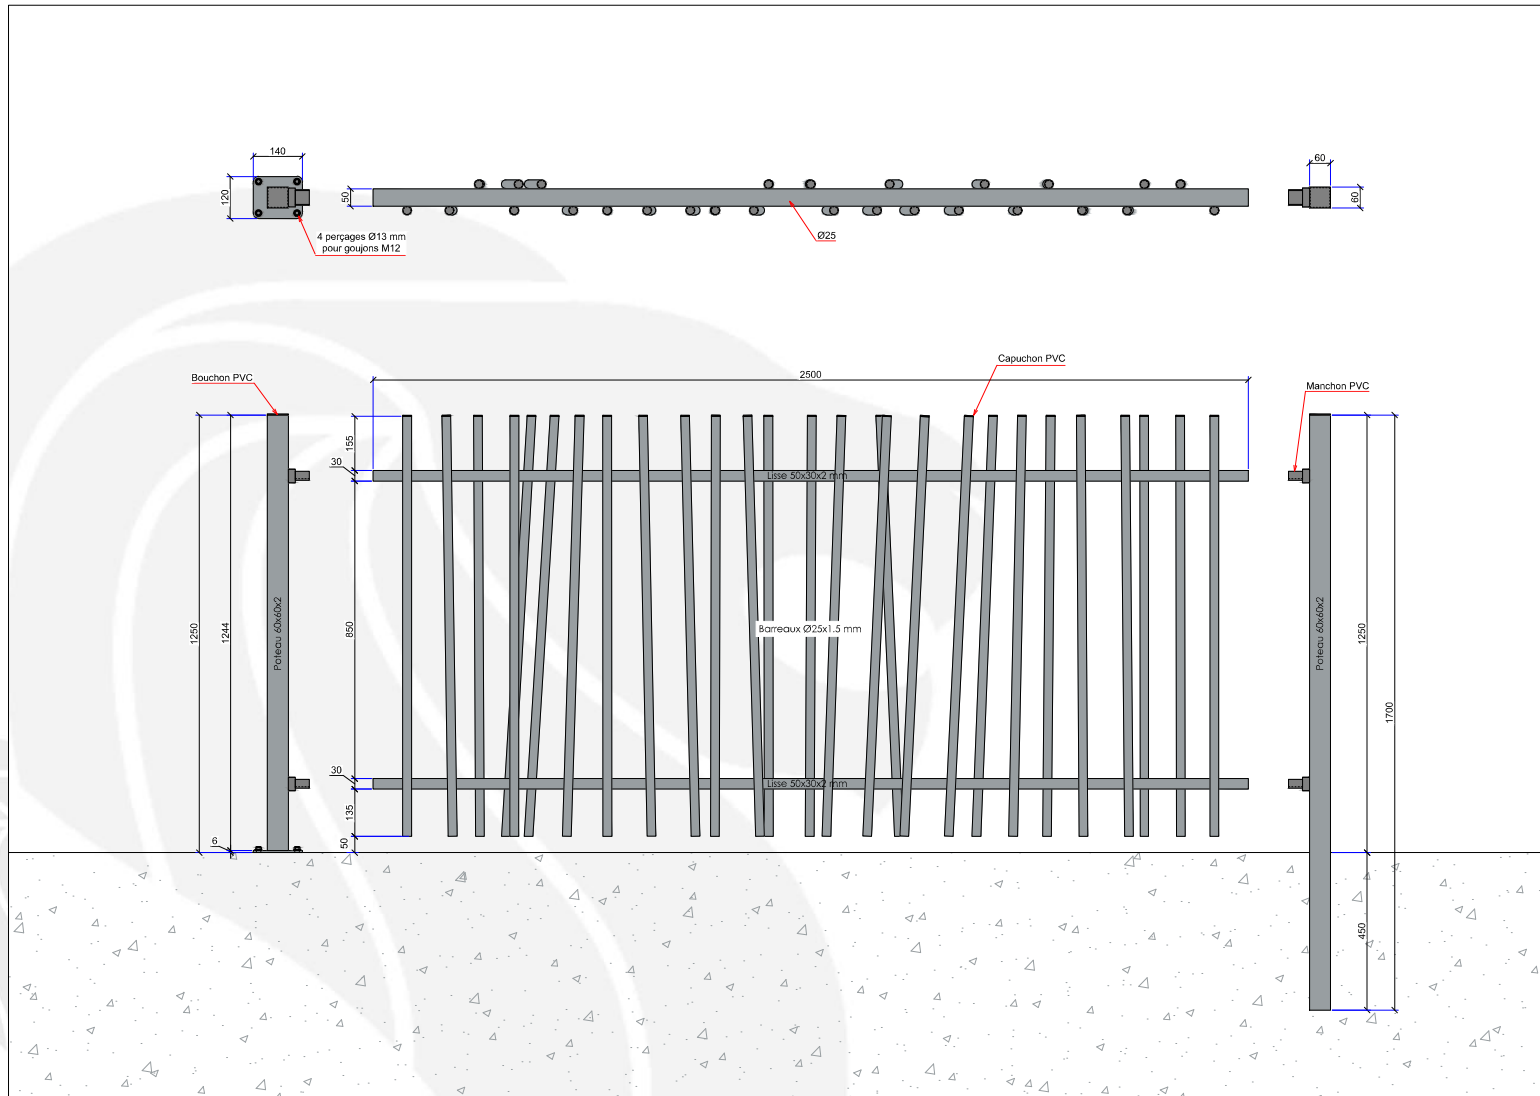 140
120
4 perçages Ø13 mm
pour goujons M12
50
Ø25
60
60
Bouchon PVC
2500
Capuchon PVC
Manchon PVC
155
30
Lisse 50x30x2 mm
1250
1244
Poteau 60x60x2
850
Barreaux Ø25x1.5 mm
Poteau 60x60x2
1250
1700
30
Lisse 50x30x2 mm
135
6
50
450